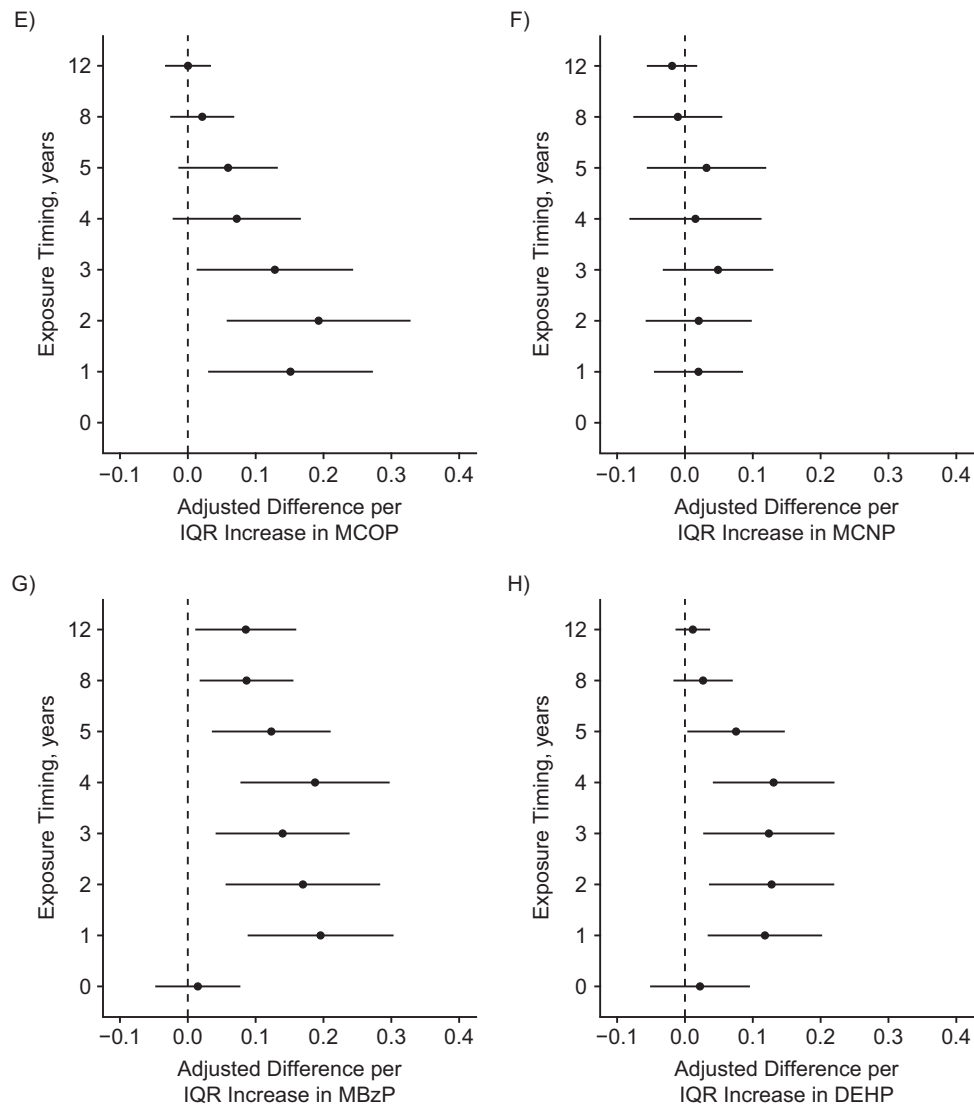 E)
Exposure Timing, years
12
8
5
4
3
2
1
0
−0.1 0.0 0.1 0.2 0.3 0.4
Adjusted Difference per
IQR Increase in MCOP
F)
Exposure Timing, years
12
8
5
4
3
2
1
0
−0.1 0.0 0.1 0.2 0.3 0.4
Adjusted Difference per
IQR Increase in MCNP
G)
Exposure Timing, years
12
8
5
4
3
2
1
0
−0.1 0.0 0.1 0.2 0.3 0.4
Adjusted Difference per
IQR Increase in MBzP
H)
Exposure Timing, years
12
8
5
4
3
2
1
0
−0.1 0.0 0.1 0.2 0.3 0.4
Adjusted Difference per
IQR Increase in DEHP